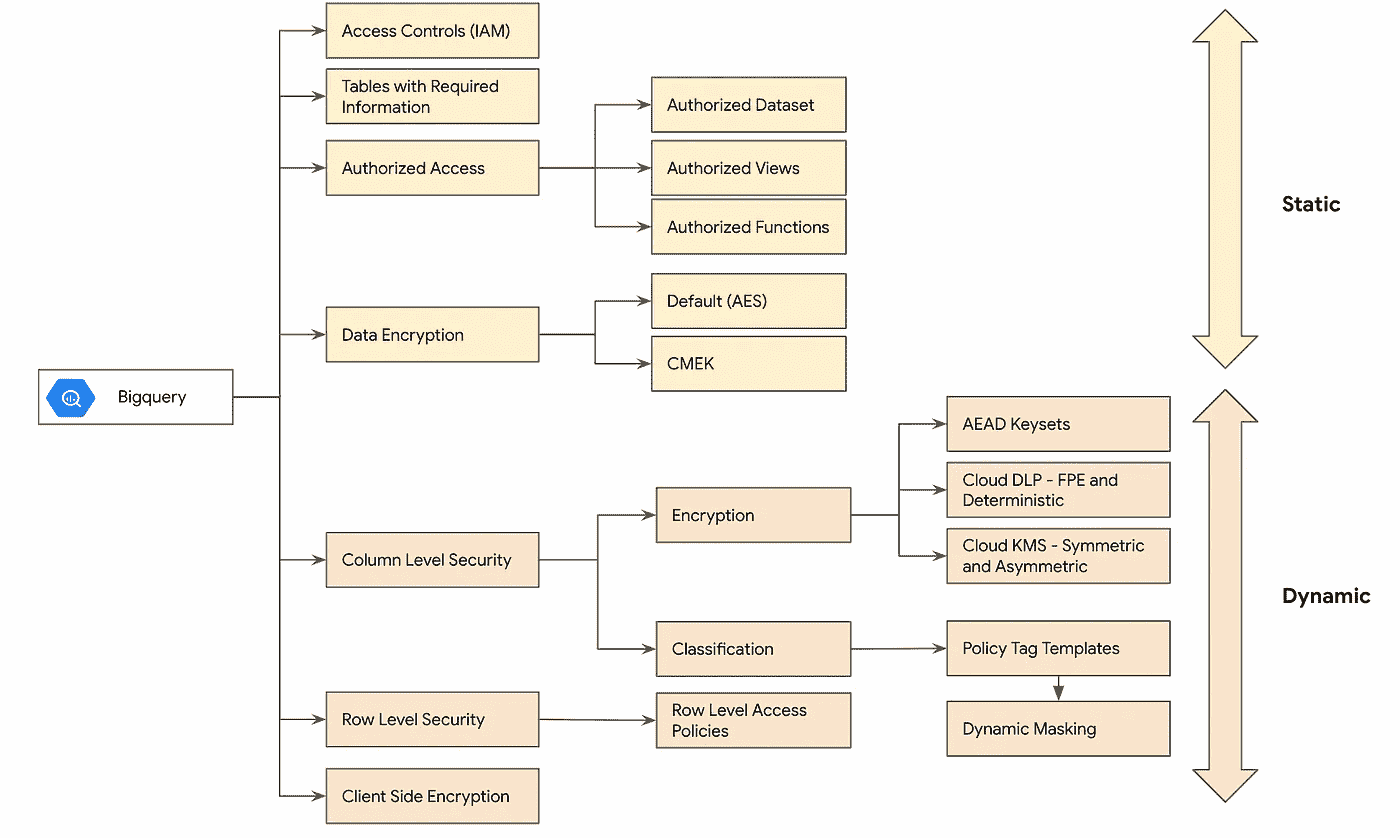 Access Controls (IAM)
Tables with Required
Information
Authorized Access
Authorized Dataset
Authorized Views
Authorized Functions
Static
Data Encryption
Default (AES)
CMEK
Bigquery
Column Level Security
Encryption
AEAD Keysets
Cloud DLP - FPE and
Deterministic
Cloud KMS - Symmetric
and Asymmetric
Dynamic
Classification
Policy Tag Templates
Dynamic Masking
Row Level Security
Row Level Access
Policies
Client Side Encryption